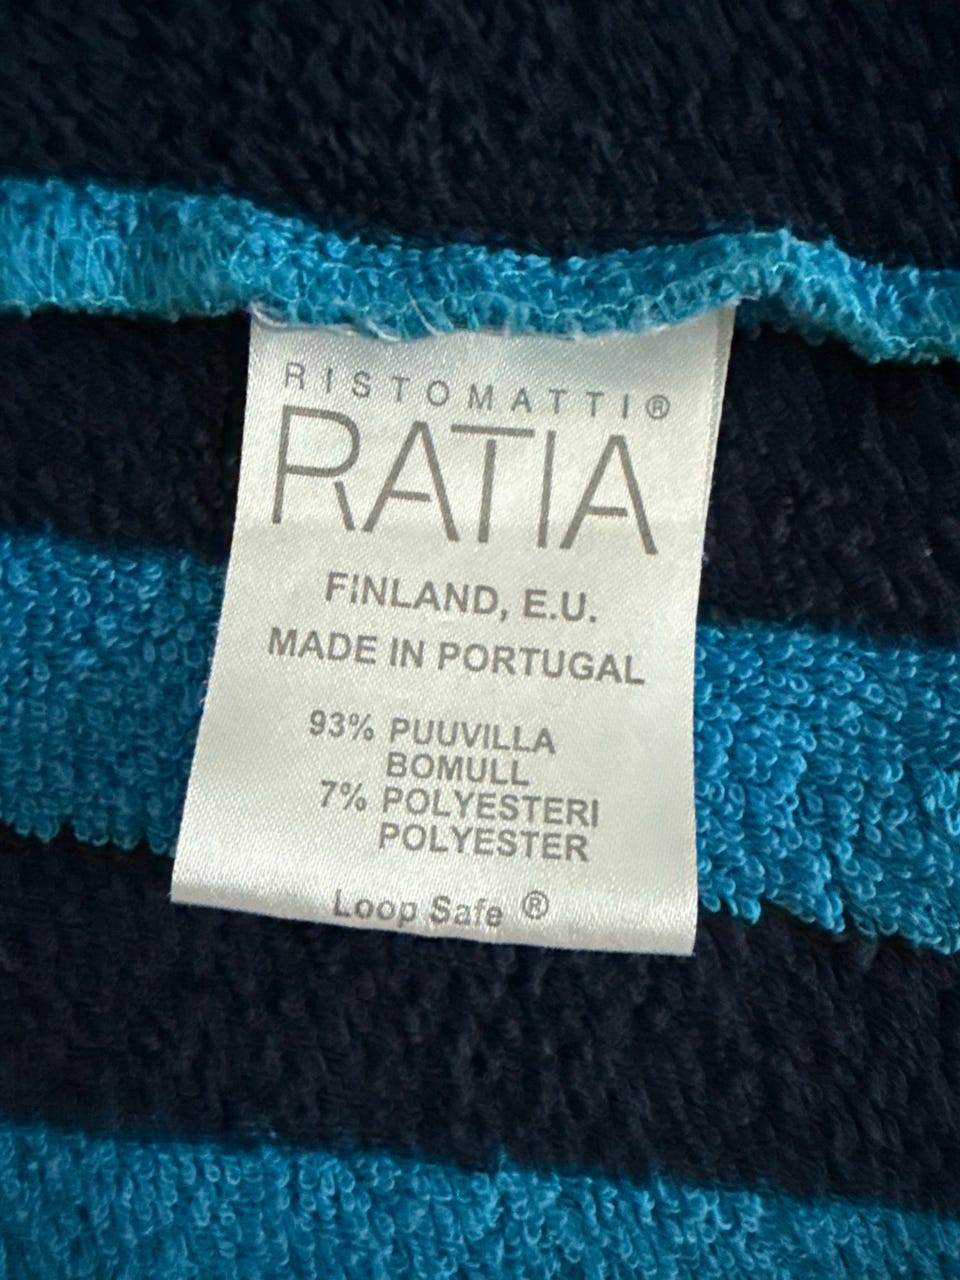 RISTOMATTI®
RATIA
FINLAND, E.U.
MADE IN PORTUGAL
93% PUUVILLA
BOMULL
7% POLYESTERI
POLYESTER
Loop Safe ®